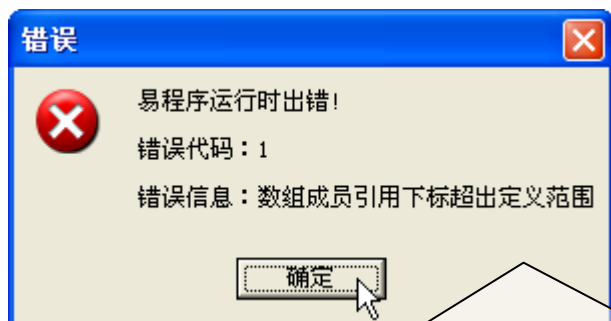 错误
易程序运行时出错!
错误代码：1
错误信息：数组成员引用下标超出定义范围
确定